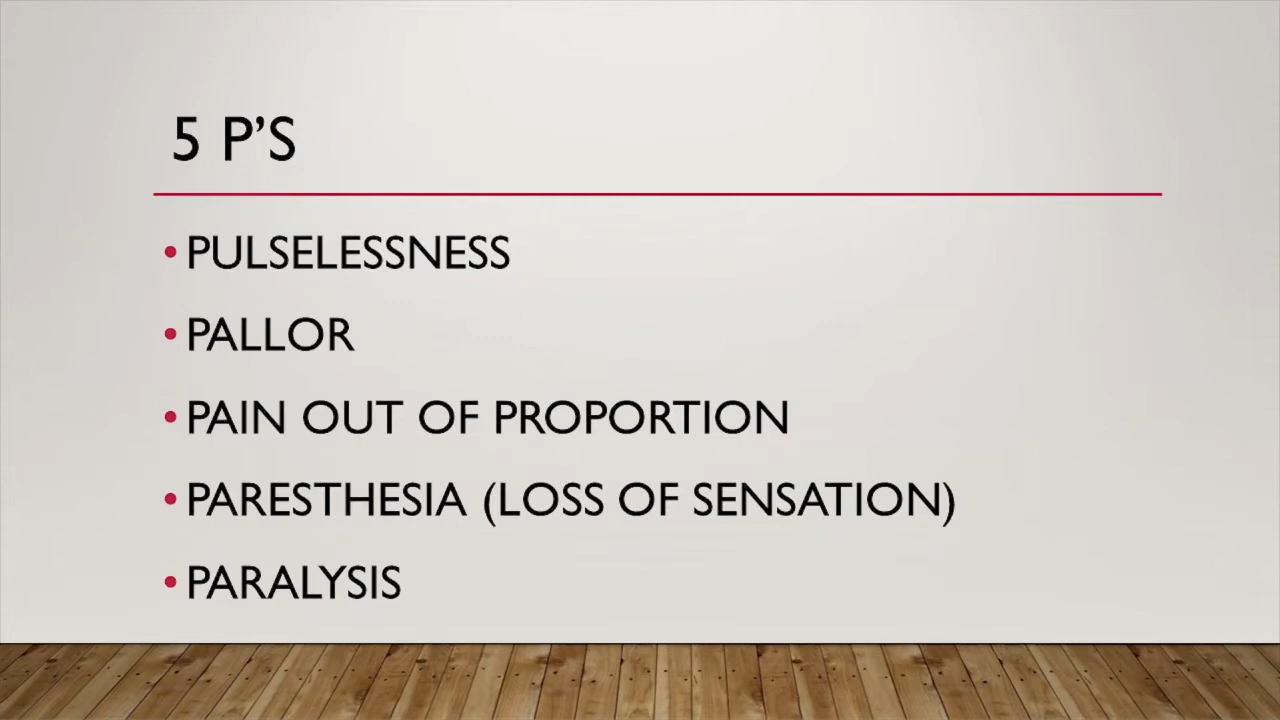 5 P’S
• PULSELESSNESS
• PALLOR
• PAIN OUT OF PROPORTION
• PARESTHESIA (LOSS OF SENSATION)
• PARALYSIS